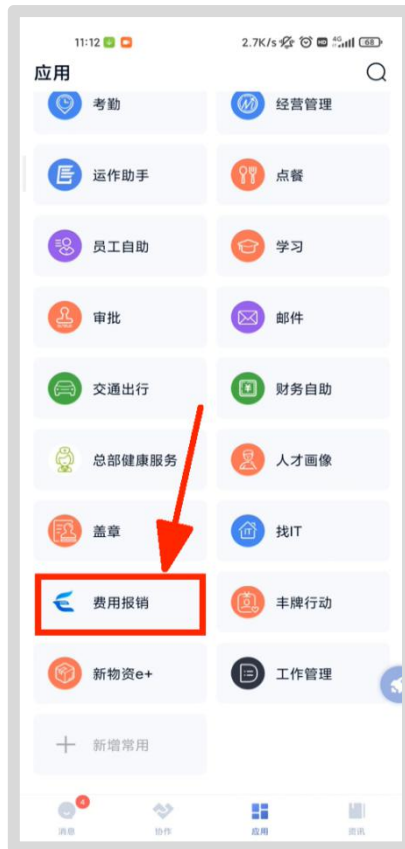 11:12 2.7K/s 4G 68
应用
考勤 经营管理
运作助手 点餐
员工自助 学习
审批 邮件
交通出行 财务自助
总部健康服务 人才画像
盖章 找IT
费用报销 丰牌行动
新物资e+ 工作管理
新增常用
4
消息 协作 应用 资讯